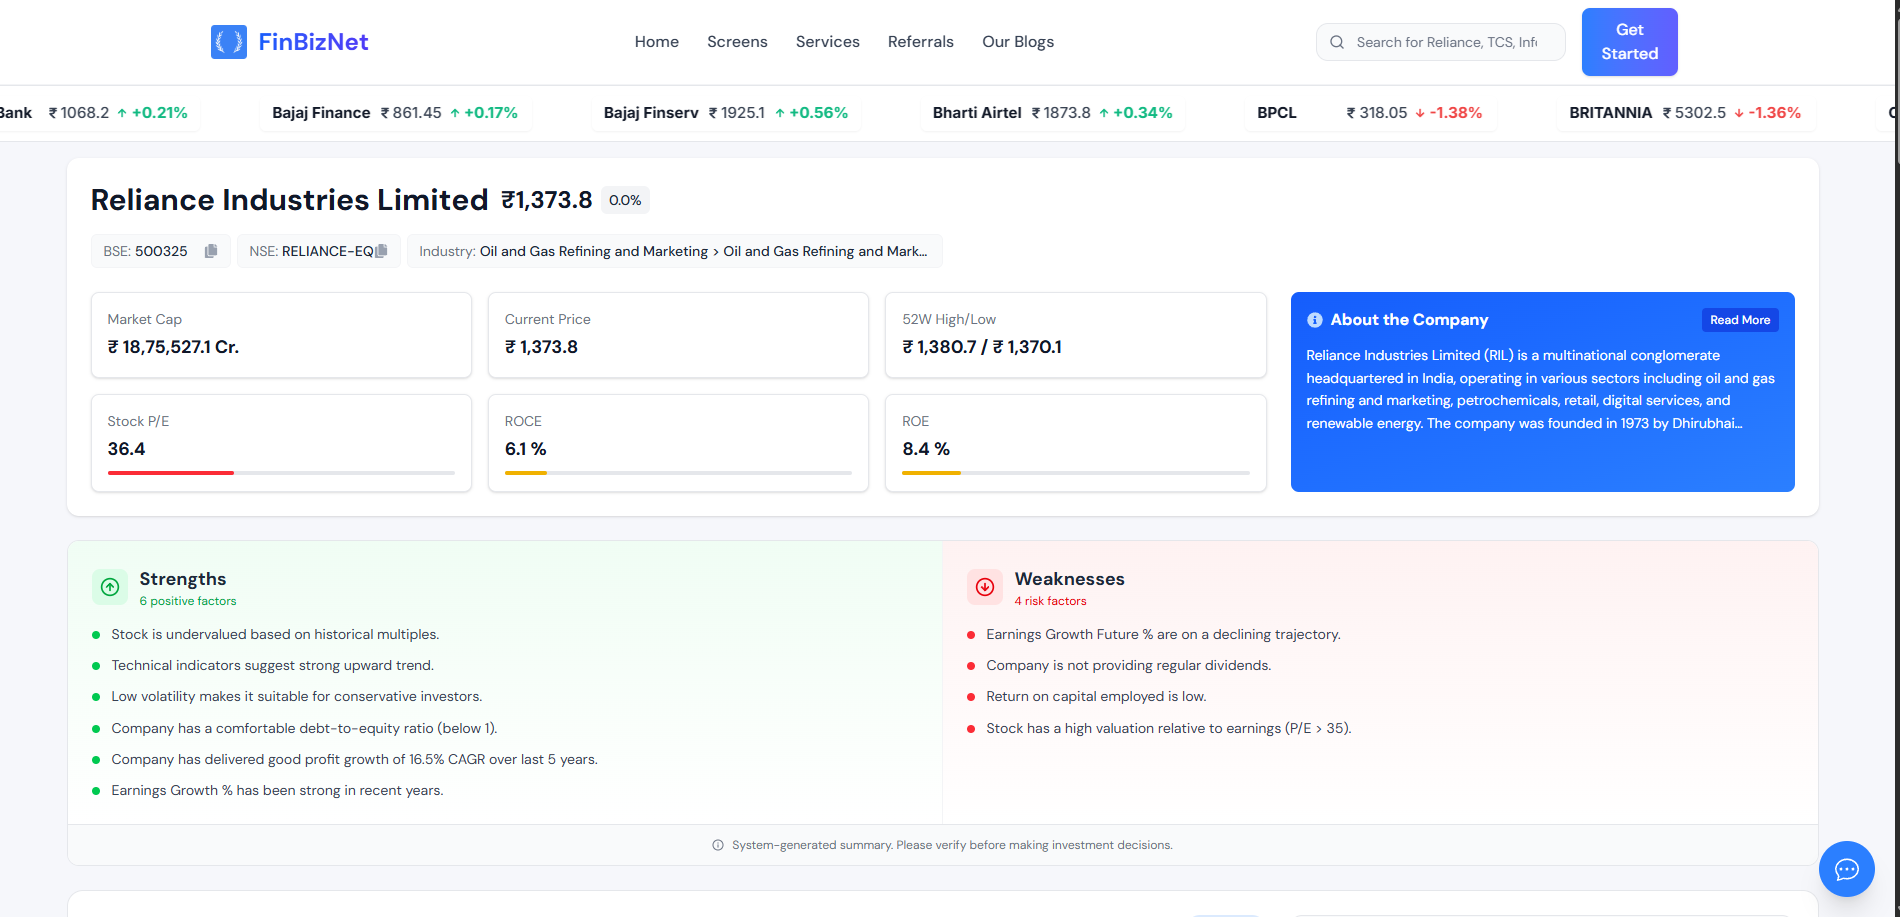 FinBizNet
Home Screens Services Referrals Our Blogs
Search for Reliance, TCS, Inf
Get
Started
Bank ₹ 1068.2 ↑ +0.21% Bajaj Finance ₹ 861.45 ↑ +0.17% Bajaj Finserv ₹ 1925.1 ↑ +0.56% Bharti Airtel ₹ 1873.8 ↑ +0.34% BPCL ₹ 318.05 ↓ -1.38% BRITANNIA ₹ 5302.5 ↓ -1.36%
Reliance Industries Limited ₹1,373.8 0.0%
BSE: 500325 NSE: RELIANCE-EQ Industry: Oil and Gas Refining and Marketing > Oil and Gas Refining and Mark...
Market Cap
₹ 18,75,527.1 Cr.
Current Price
₹ 1,373.8
52W High/Low
₹ 1,380.7 / ₹ 1,370.1
Stock P/E
36.4
ROCE
6.1 %
ROE
8.4 %
About the Company
Read More
Reliance Industries Limited (RIL) is a multinational conglomerate
headquartered in India, operating in various sectors including oil and gas
refining and marketing, petrochemicals, retail, digital services, and
renewable energy. The company was founded in 1973 by Dhirubhai...
Strengths
6 positive factors
Stock is undervalued based on historical multiples.
Technical indicators suggest strong upward trend.
Low volatility makes it suitable for conservative investors.
Company has a comfortable debt-to-equity ratio (below 1).
Company has delivered good profit growth of 16.5% CAGR over last 5 years.
Earnings Growth % has been strong in recent years.
Weaknesses
4 risk factors
Earnings Growth Future % are on a declining trajectory.
Company is not providing regular dividends.
Return on capital employed is low.
Stock has a high valuation relative to earnings (P/E > 35).
System-generated summary. Please verify before making investment decisions.